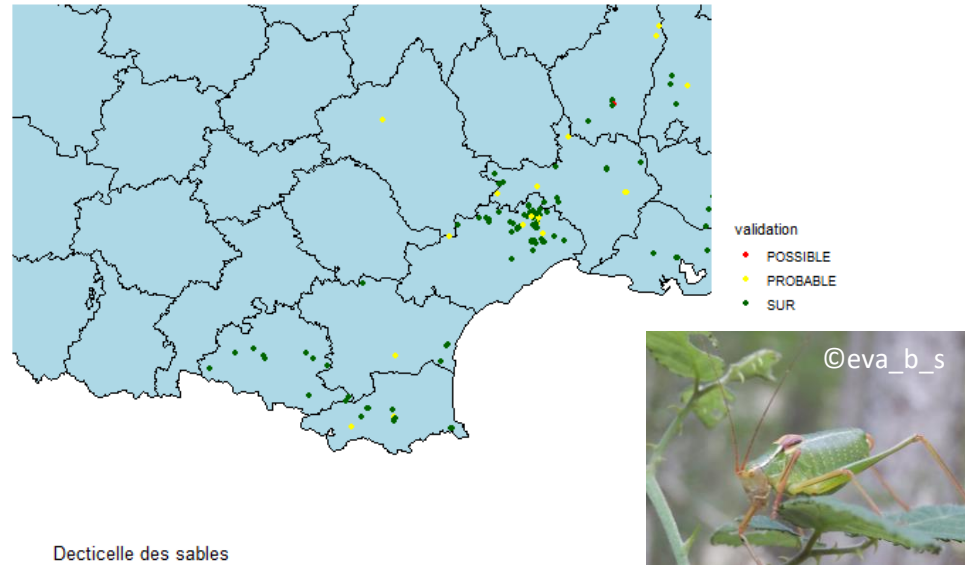 validation
POSSIBLE
PROBABLE
SUR
©eva_b_s
Decticelle des sables